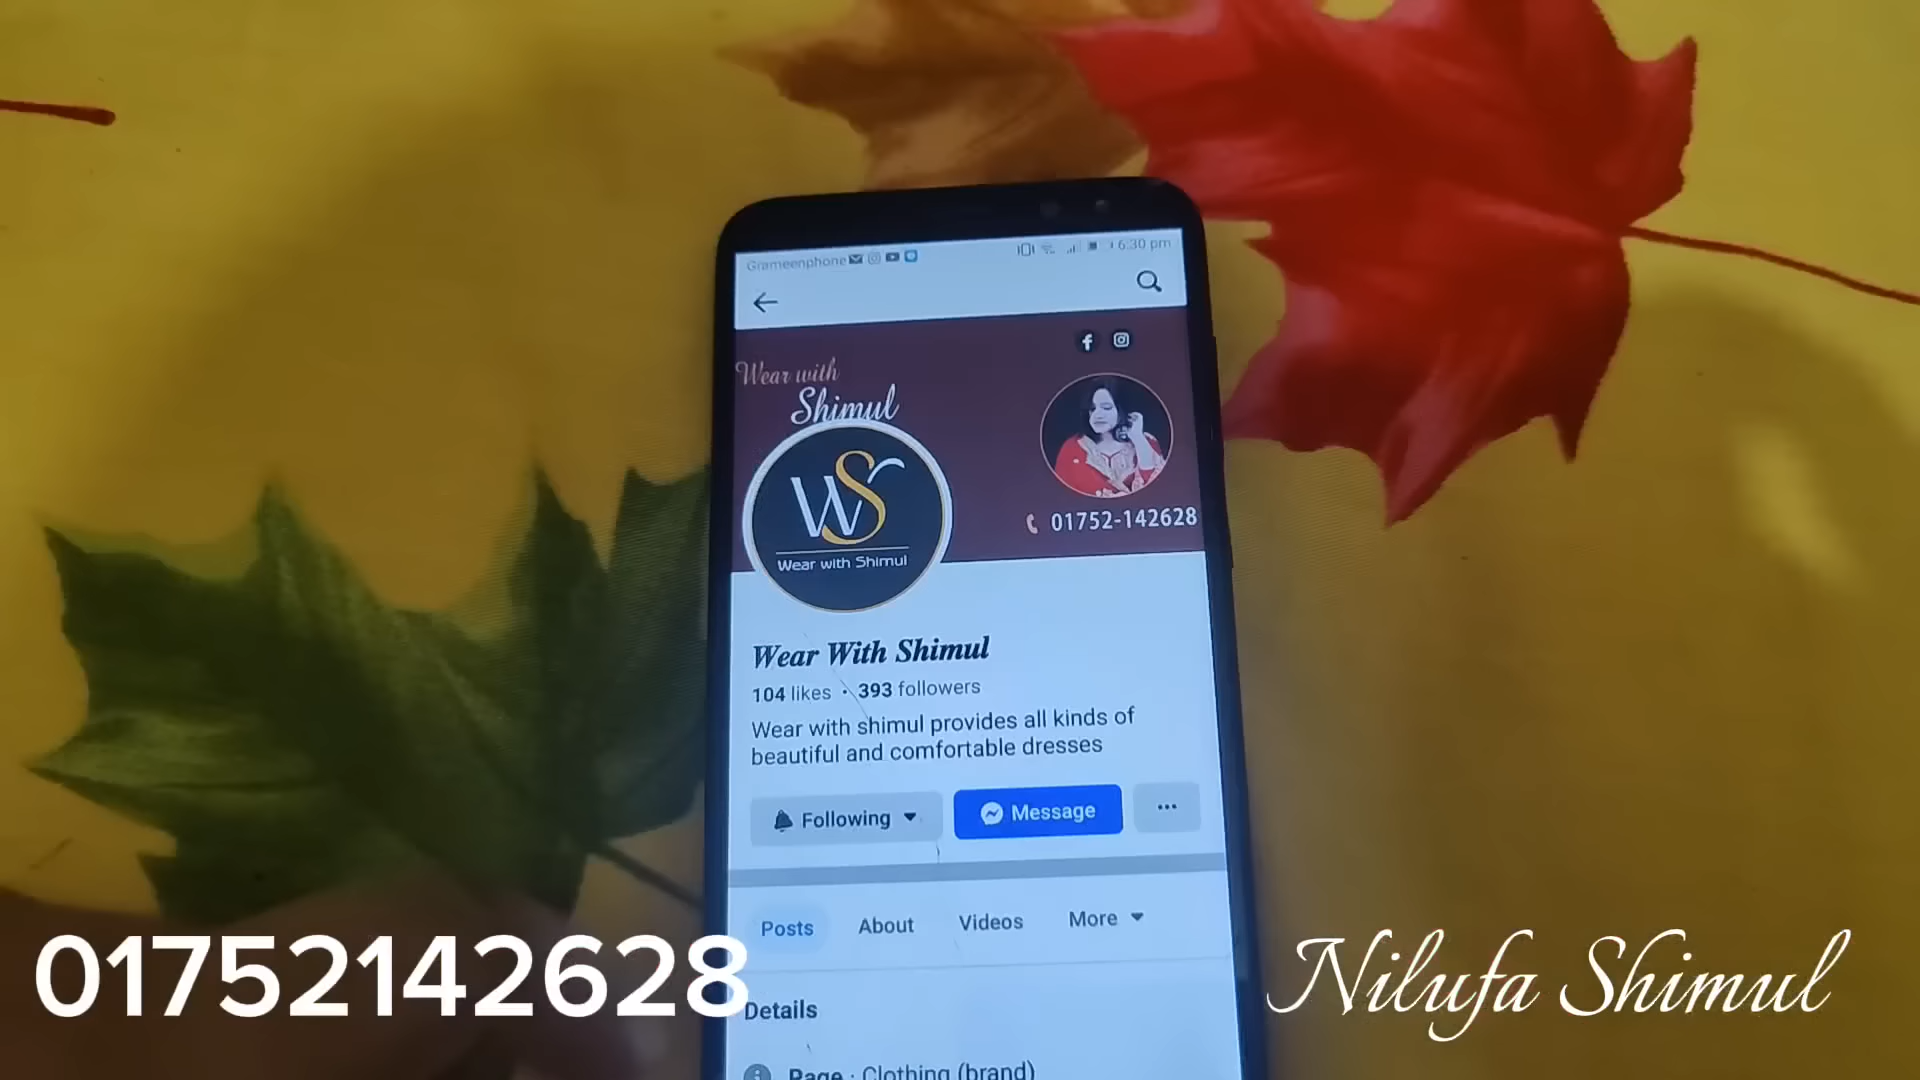 Grameenphone
6:30 pm
Wear with
Shimul
WS
Wear with Shimul
01752-142628
Wear With Shimul
104 likes · 393 followers
Wear with shimul provides all kinds of
beautiful and comfortable dresses
Following
Message
Posts
About
Videos
More
Details
Page · Clothing (brand)
01752142628
Nilufa Shimul